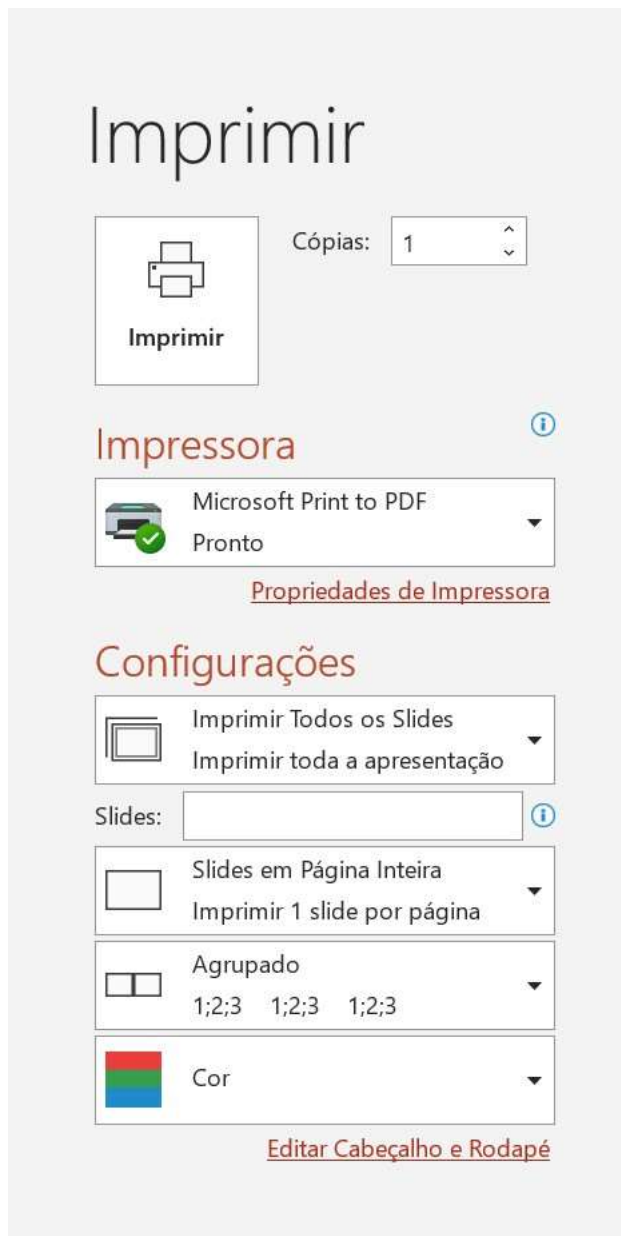 Imprimir
Cópias: 1
Imprimir
Impressora
Microsoft Print to PDF
Pronto
Propriedades de Impressora
Configurações
Imprimir Todos os Slides
Imprimir toda a apresentação
Slides:
Slides em Página Inteira
Imprimir 1 slide por página
Agrupado
1;2;3 1;2;3 1;2;3
Cor
Editar Cabeçalho e Rodapé